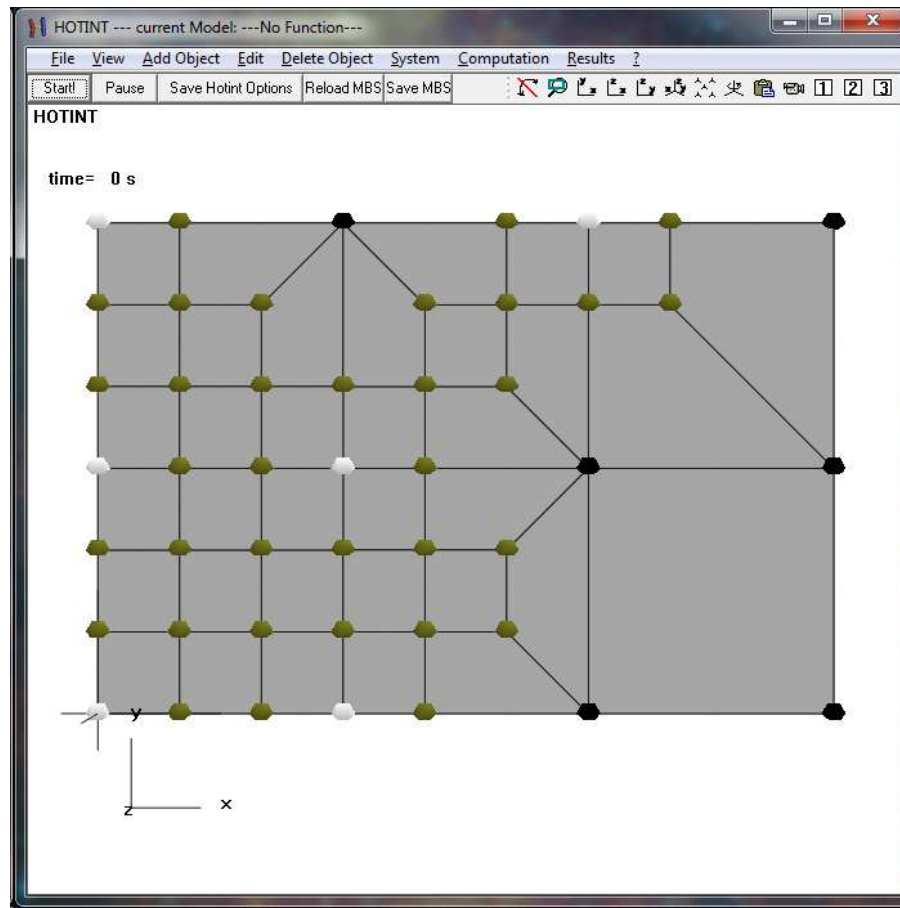 HOTINT --- current Model: ---No Function---
File View Add Object Edit Delete Object System Computation Results ?
Start! Pause Save Hotint Options Reload MBS Save MBS 1 2 3
HOTINT
time= 0 s
y
z x